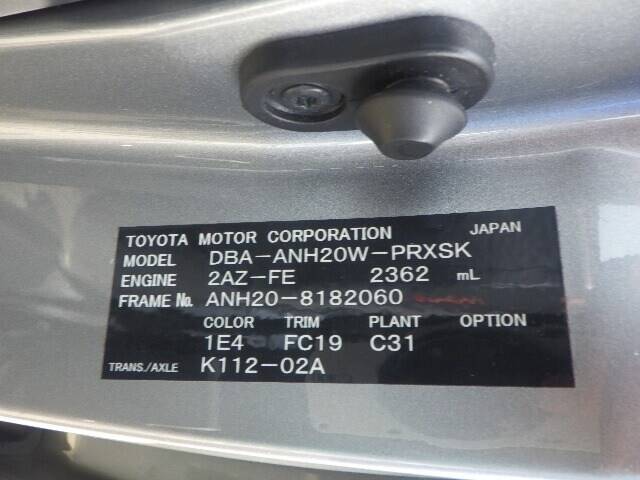 TOYOTA MOTOR CORPORATION JAPAN
MODEL DBA-ANH20W-PRXSK
ENGINE 2AZ-FE 2362 mL
FRAME No. ANH20-8182060
COLOR TRIM PLANT OPTION
1E4 FC19 C31
TRANS./AXLE K112-02A